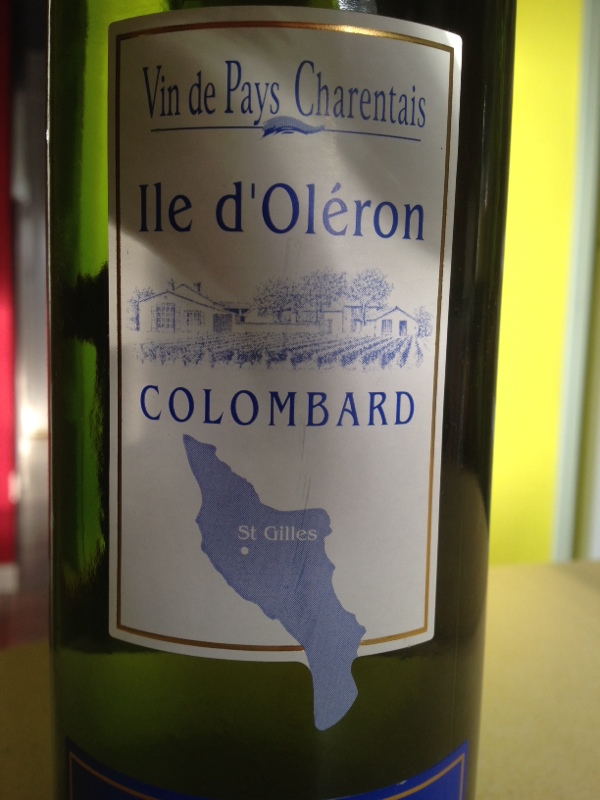 Vin de Pays Charentais
Ile d'Oléron
COLOMBARD
St Gilles